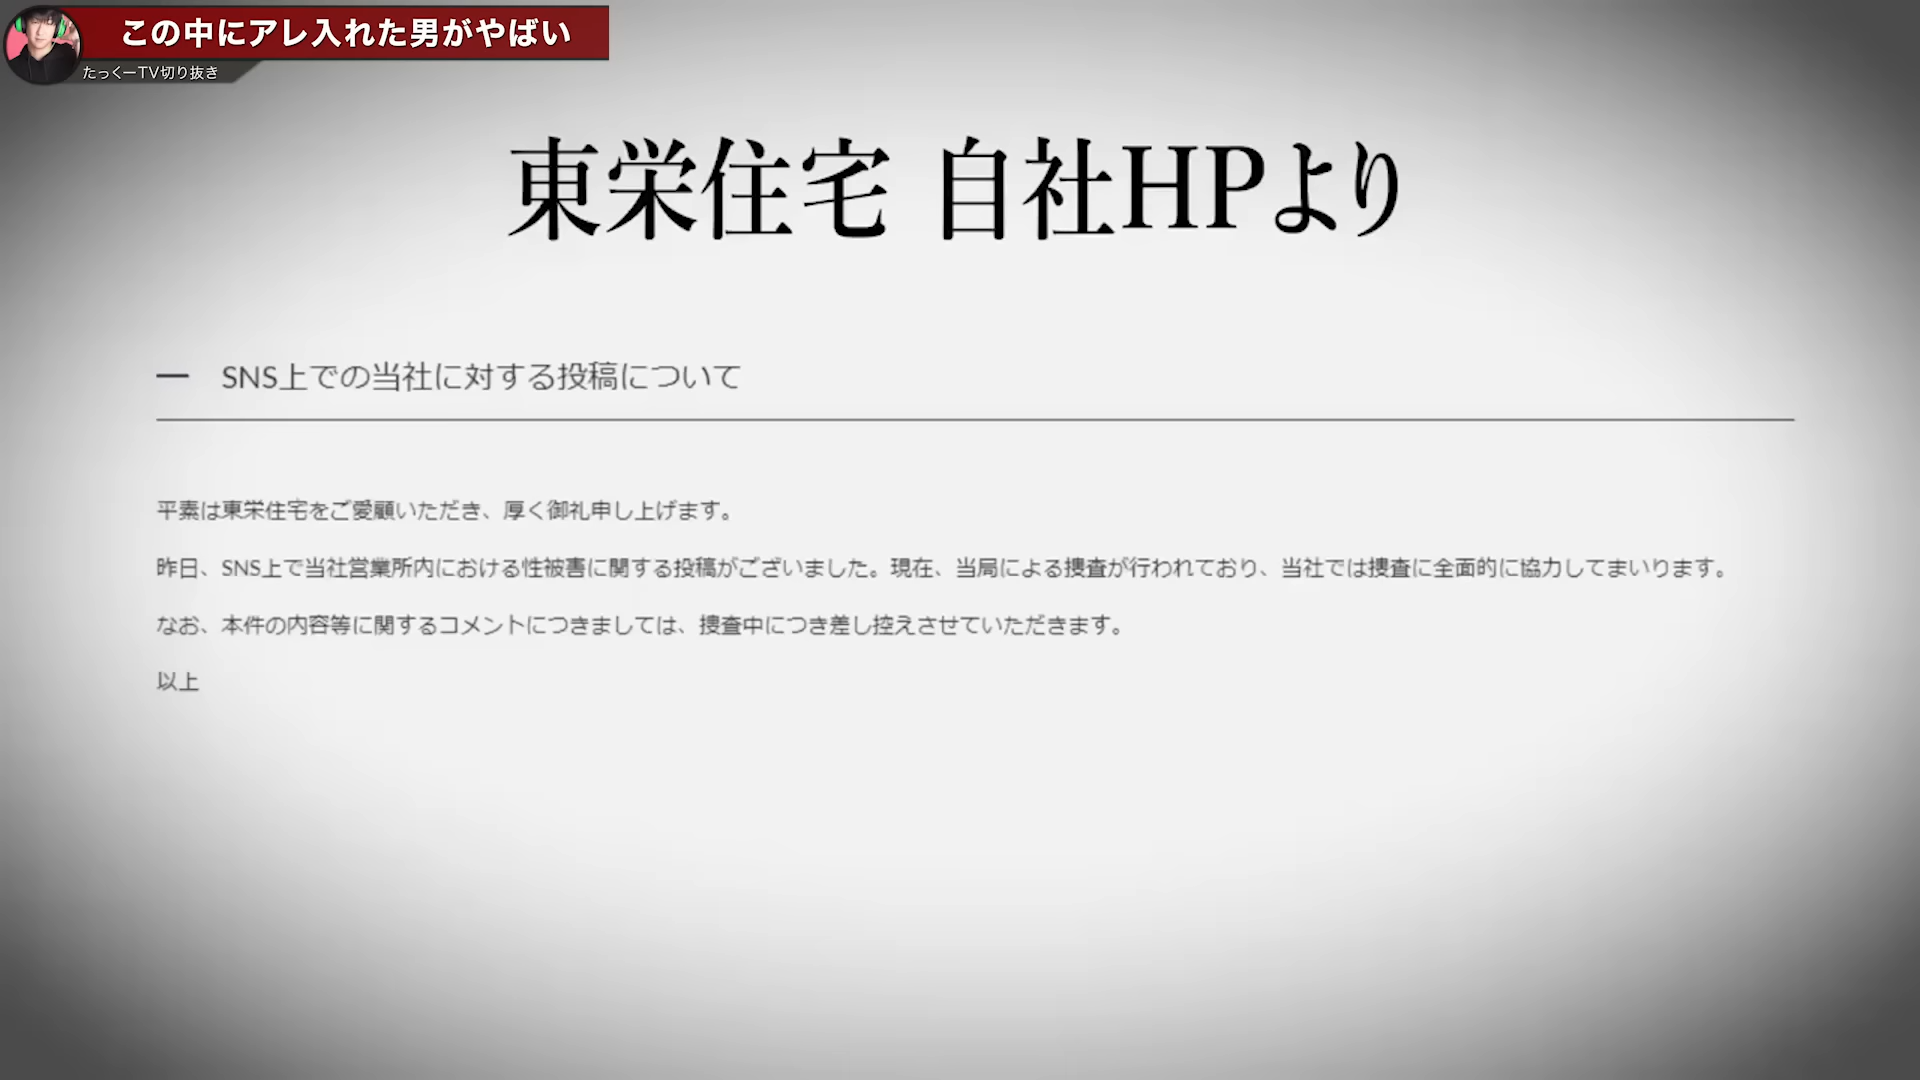 この中にアレ入れた男がやばい
たっくーTV切り抜き
東栄住宅 自社HPより
ー SNS上での当社に対する投稿について
平素は東栄住宅をご愛顧いただき、厚く御礼申し上げます。
昨日、SNS上で当社営業所内における性被害に関する投稿がございました。現在、当局による捜査が行われており、当社では捜査に全面的に協力してまいります。
なお、本件の内容等に関するコメントにつきましては、捜査中につき差し控えさせていただきます。
以上